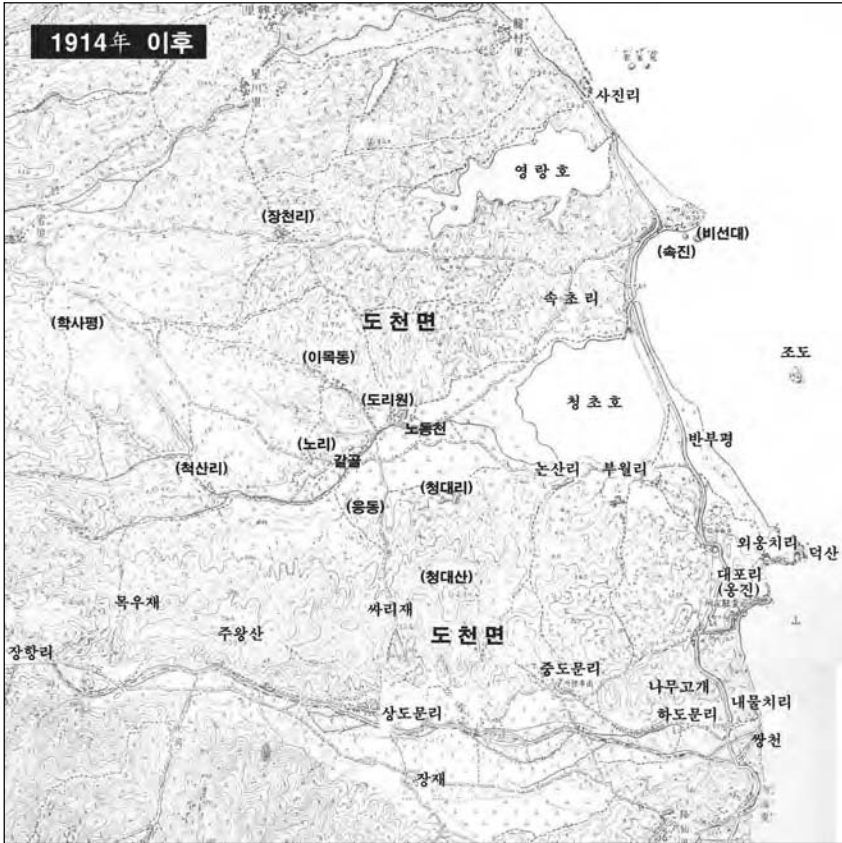 1914年 이후
사진리
영랑호
(장천리)
(비선대)
(속진)
속초리
도천면
(학사평)
(이목동)
조도
(도리원)
청초호
노동천
반부평
(노리)
갈골
(척산리)
논산리
부월리
(청대리)
(응동)
외옹치리
덕산
대포리
(옹진)
(청대산)
목우재
싸리재
주왕산
도천면
장항리
중도문리
나무고개
내물치리
상도문리
하도문리
쌍천
장재